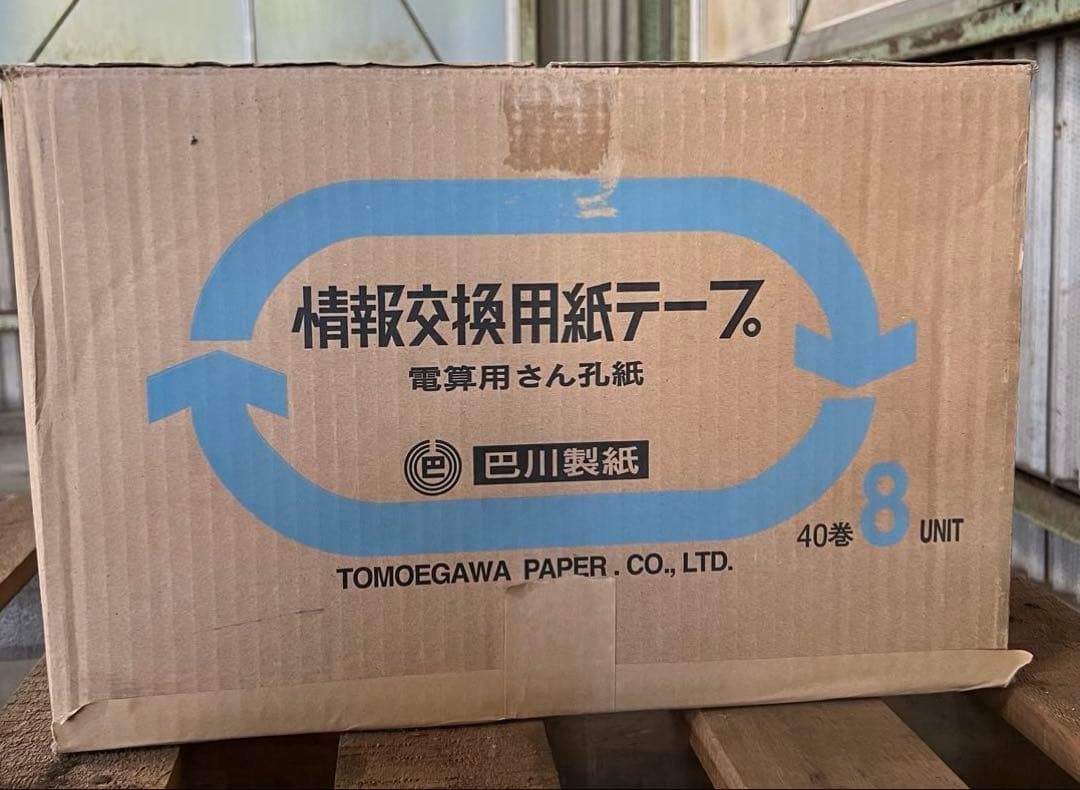 情報交換用紙テープ
電算用さん孔紙
巴 巴川製紙
40巻 8 UNIT
TOMOEGAWA PAPER. CO., LTD.